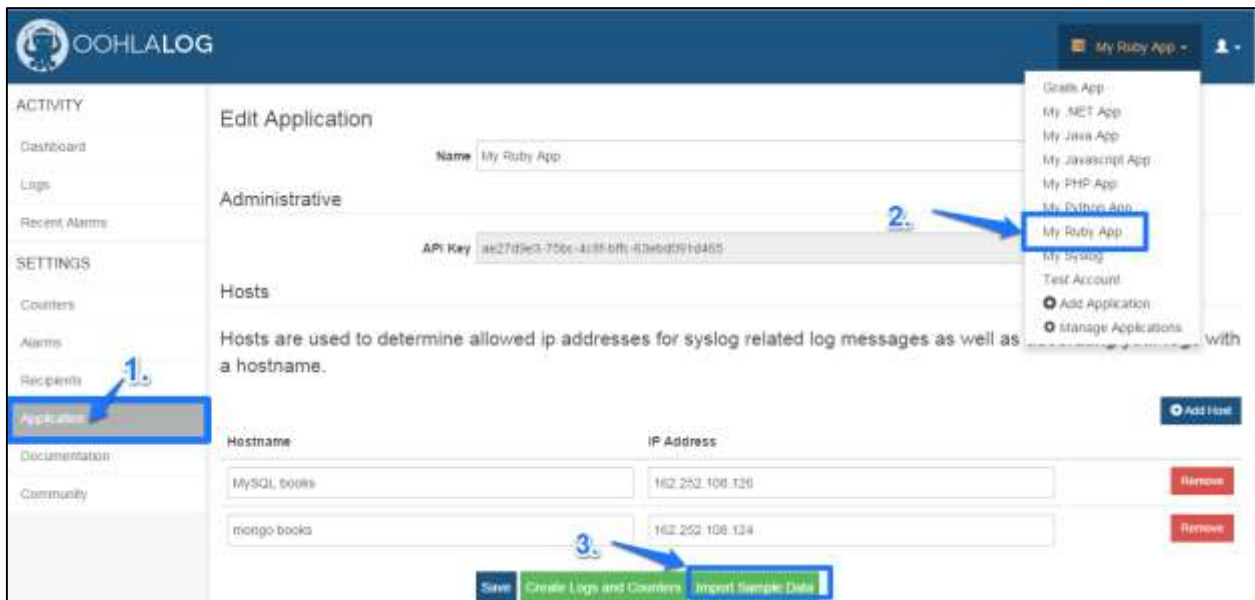 OOHLALOG
My Ruby App
ACTIVITY
Dashboard
Logs
Recent Alarms
SETTINGS
Counters
Alarms
Recipients
Application
Documentation
Community
1.
Edit Application
Name My Ruby App
Administrative
API Key
Hosts
Hosts are used to determine allowed ip addresses for syslog related log messages as well as with
a hostname.
Add Host
Hostname IP Address
MySQL books 162.252.108.126 Remove
mongo books 162.252.108.124 Remove
3.
Save Create Logs and Counters Import Sample Data
Grails App
My .NET App
My Java App
My Javascript App
My PHP App
My Python App
2.
My Ruby App
My Syslog
Test Account
Add Application
Manage Applications